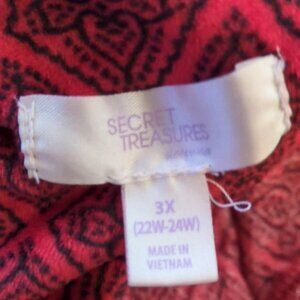 SECRET
TREASURES
3X
(22W-24W)
MADE IN
VIETNAM